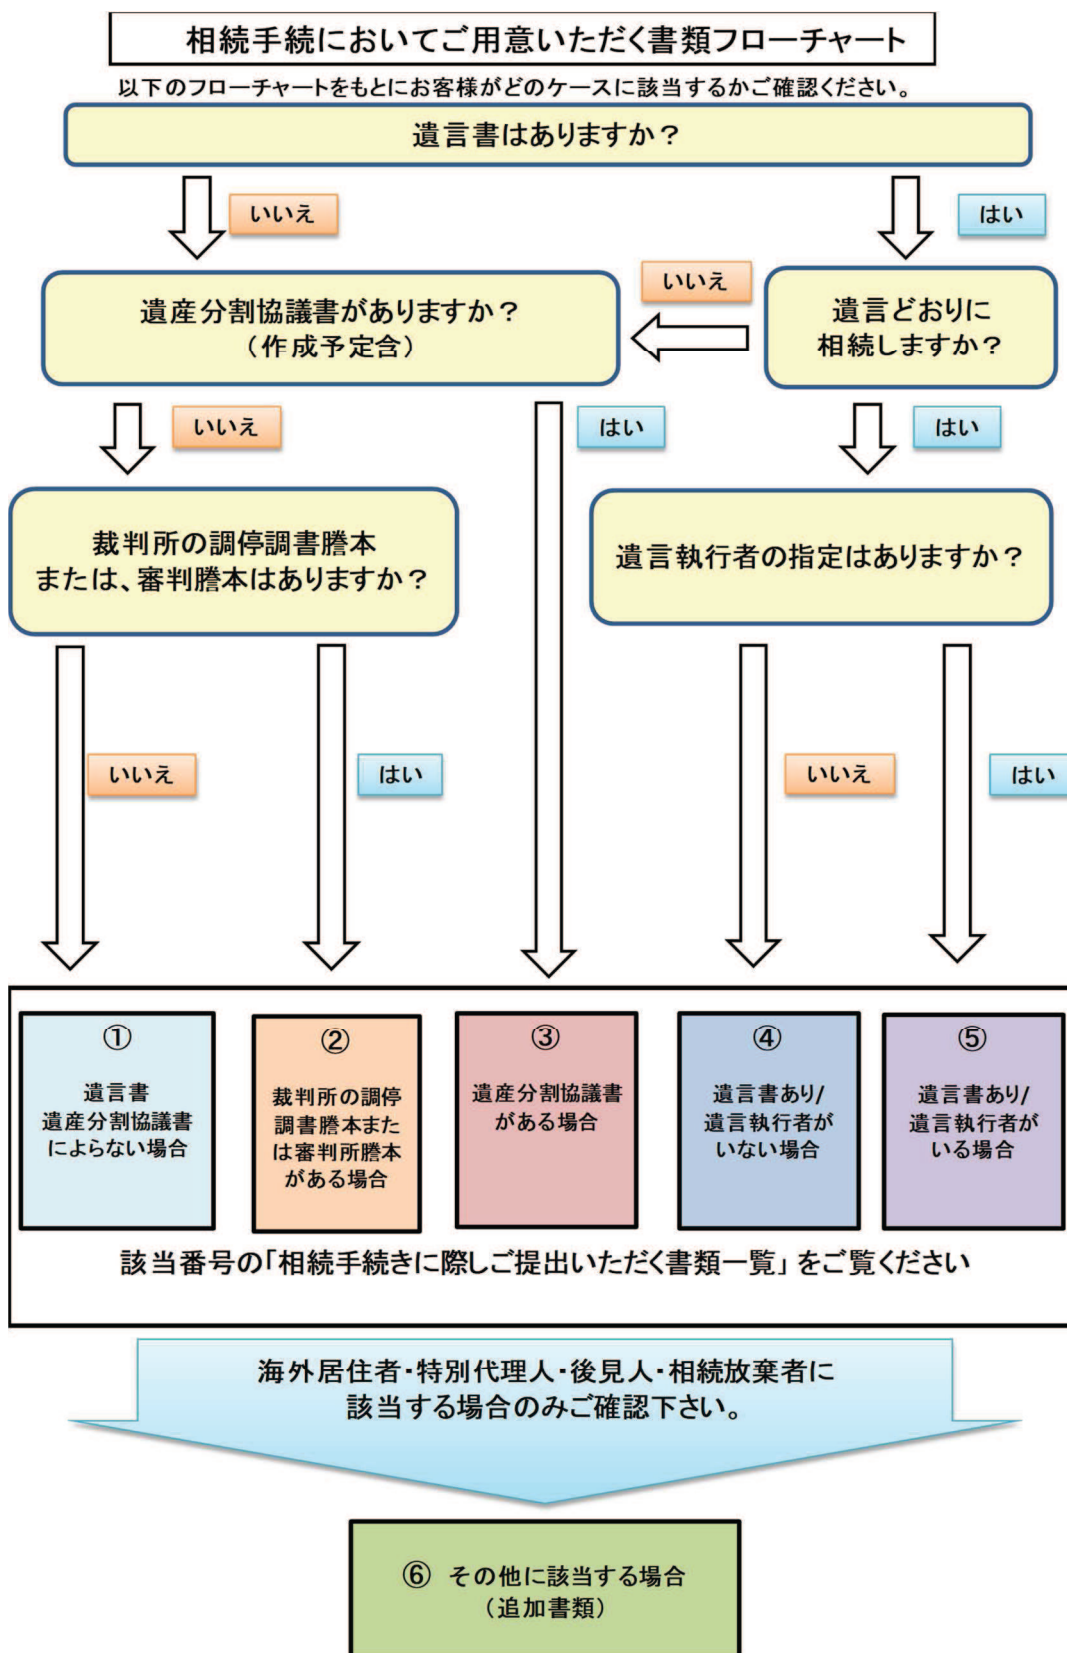 相続手続においてご用意いただく書類フローチャート
以下のフローチャートをもとにお客様がどのケースに該当するかご確認ください。
遺言書はありますか？
いいえ
はい
遺産分割協議書がありますか？
（作成予定含）
いいえ
遺言どおりに
相続しますか？
いいえ
はい
はい
裁判所の調停調書謄本
または、審判謄本はありますか？
遺言執行者の指定はありますか？
いいえ
はい
いいえ
はい
①
遺言書
遺産分割協議書
によらない場合
②
裁判所の調停
調書謄本また
は審判所謄本
がある場合
③
遺産分割協議書
がある場合
④
遺言書あり/
遺言執行者が
いない場合
⑤
遺言書あり/
遺言執行者が
いる場合
該当番号の「相続手続きに際しご提出いただく書類一覧」をご覧ください
海外居住者・特別代理人・後見人・相続放棄者に
該当する場合のみご確認下さい。
⑥ その他に該当する場合
（追加書類）